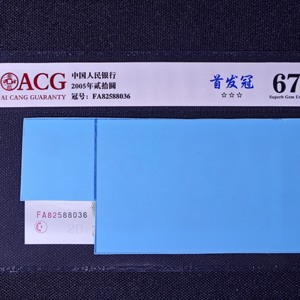 ACG
AI CANG GUARANTY
中国人民银行
2005年贰拾圆
冠号：FA82588036
首发冠
☆☆☆
67
Superb Gem
FA82588036